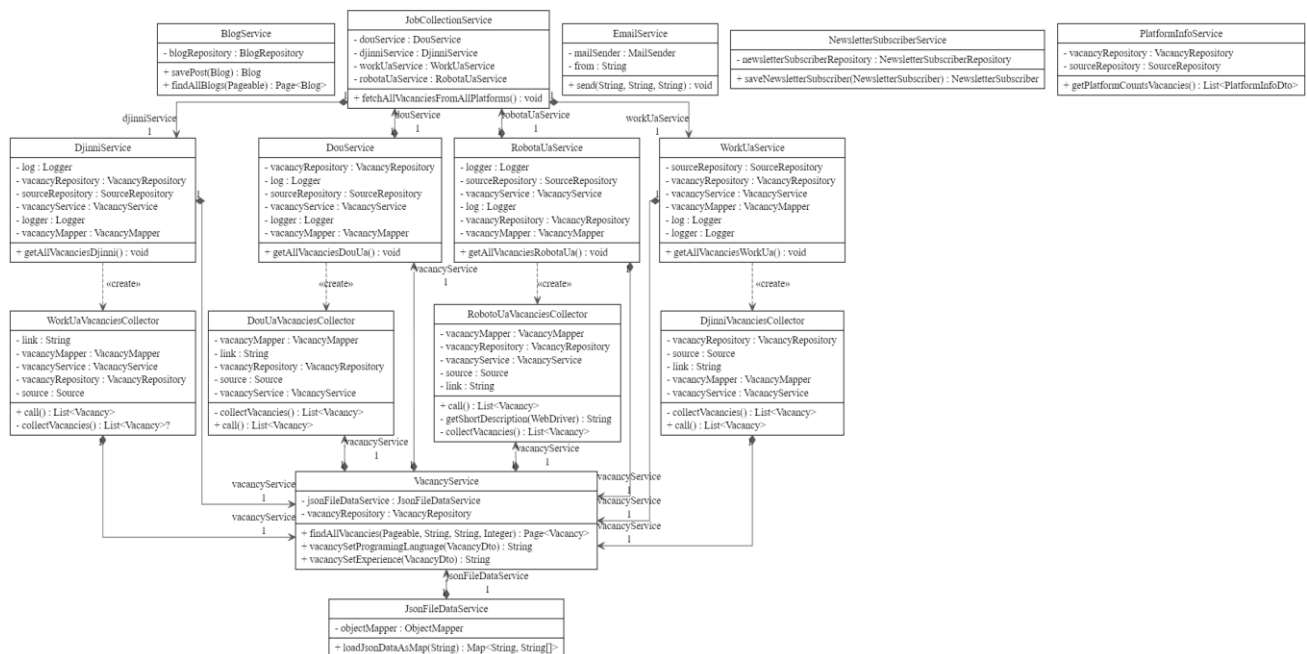 BlogService
- blogRepository : BlogRepository
+ savePost(Blog) : Blog
+ findAllBlogs(Pageable) : Page<Blog>
JobCollectionService
- douService : DouService
- djinniService : DjinniService
- workUaService : WorkUaService
- robotaUaService : RobotaUaService
+ fetchAllVacanciesFromAllPlatforms() : void
EmailService
- mailSender : MailSender
- from : String
+ send(String, String, String) : void
NewsletterSubscriberService
- newsletterSubscriberRepository : NewsletterSubscriberRepository
+ saveNewsletterSubscriber(NewsletterSubscriber) : NewsletterSubscriber
PlatformInfoService
- vacancyRepository : VacancyRepository
- sourceRepository : SourceRepository
+ getPlatformCountsVacancies() : List<PlatformInfoDto>
djinniService
1
douService
1
robotaUaService
1
workUaService
1
DjinniService
- log : Logger
- vacancyRepository : VacancyRepository
- sourceRepository : SourceRepository
- vacancyService : VacancyService
- logger : Logger
- vacancyMapper : VacancyMapper
+ getAllVacanciesDjinni() : void
DouService
- vacancyRepository : VacancyRepository
- log : Logger
- sourceRepository : SourceRepository
- vacancyService : VacancyService
- logger : Logger
- vacancyMapper : VacancyMapper
+ getAllVacanciesDouUa() : void
RobotaUaService
- logger : Logger
- sourceRepository : SourceRepository
- vacancyService : VacancyService
- log : Logger
- vacancyRepository : VacancyRepository
- vacancyMapper : VacancyMapper
+ getAllVacanciesRobotaUa() : void
WorkUaService
- sourceRepository : SourceRepository
- vacancyRepository : VacancyRepository
- vacancyService : VacancyService
- vacancyMapper : VacancyMapper
- log : Logger
- logger : Logger
+ getAllVacanciesWorkUa() : void
«create»
«create»
vacancyService
1
«create»
«create»
WorkUaVacanciesCollector
- link : String
- vacancyMapper : VacancyMapper
- vacancyService : VacancyService
- vacancyRepository : VacancyRepository
- source : Source
+ call() : List<Vacancy>
- collectVacancies() : List<Vacancy>?
DouUaVacanciesCollector
- vacancyMapper : VacancyMapper
- link : String
- vacancyRepository : VacancyRepository
- source : Source
- vacancyService : VacancyService
- collectVacancies() : List<Vacancy>
+ call() : List<Vacancy>
RobotoUaVacanciesCollector
- vacancyMapper : VacancyMapper
- vacancyRepository : VacancyRepository
- vacancyService : VacancyService
- source : Source
- link : String
+ call() : List<Vacancy>
- getShortDescription(WebDriver) : String
- collectVacancies() : List<Vacancy>
DjinniVacanciesCollector
- vacancyRepository : VacancyRepository
- source : Source
- link : String
- vacancyMapper : VacancyMapper
- vacancyService : VacancyService
- collectVacancies() : List<Vacancy>
+ call() : List<Vacancy>
vacancyService
1
vacancyService
1
vacancyService
1
vacancyService
1
vacancyService
1
vacancyService
1
vacancyService
1
VacancyService
- jsonFileDataService : JsonFileDataService
- vacancyRepository : VacancyRepository
+ findAllVacancies(Pageable, String, String, Integer) : Page<Vacancy>
+ vacancySetProgramingLanguage(VacancyDto) : String
+ vacancySetExperience(VacancyDto) : String
jsonFileDataService
1
JsonFileDataService
- objectMapper : ObjectMapper
+ loadJsonDataAsMap(String) : Map<String, String[]>